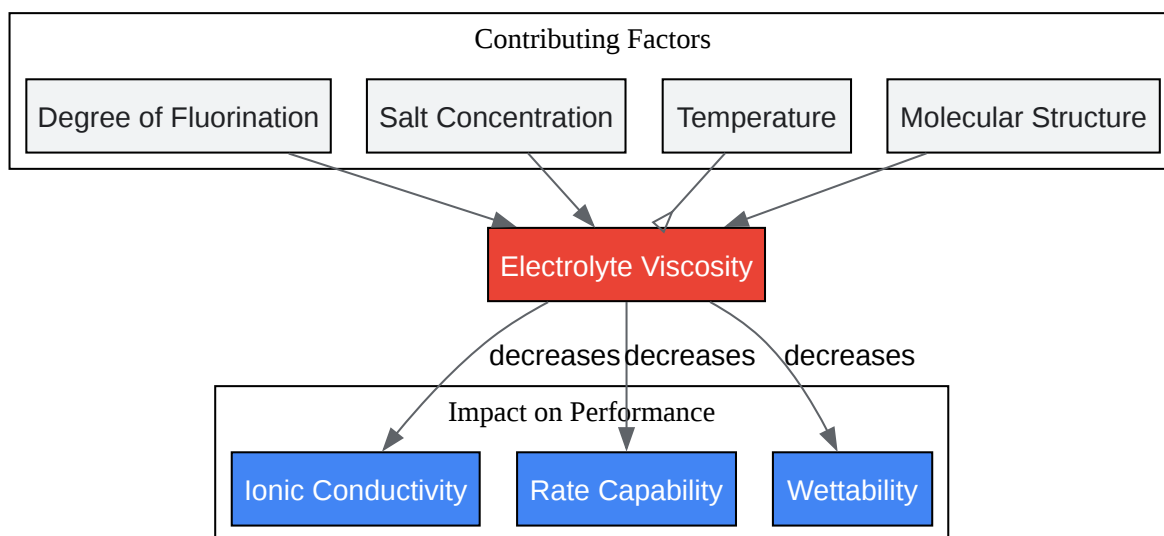 Contributing Factors
Degree of Fluorination
Salt Concentration
Temperature
Molecular Structure
Electrolyte Viscosity
decreases
decreases
decreases
Impact on Performance
Ionic Conductivity
Rate Capability
Wettability